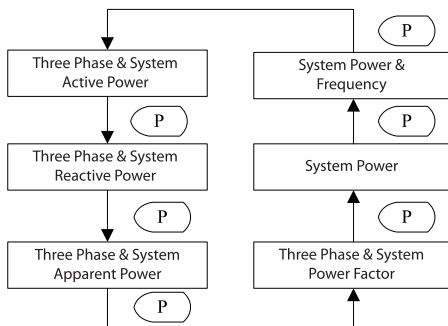 P
Three Phase & System
Active Power
System Power &
Frequency
P
P
Three Phase & System
Reactive Power
System Power
P
P
Three Phase & System
Apparent Power
Three Phase & System
Power Factor
P